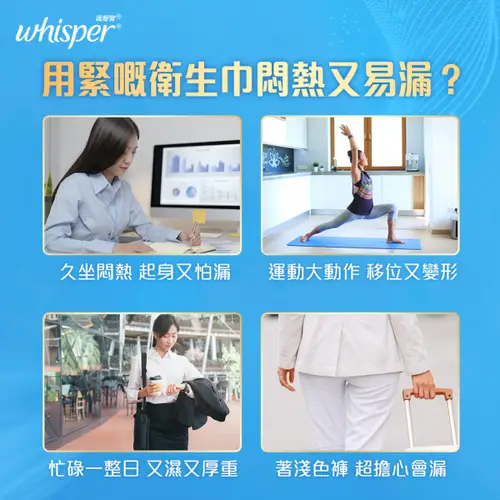 護舒寶®
whisper®
用緊嘅衛生巾悶熱又易漏？
久坐悶熱 起身又怕漏
運動大動作 移位又變形
忙碌一整日 又濕又厚重
著淺色褲 超擔心會漏